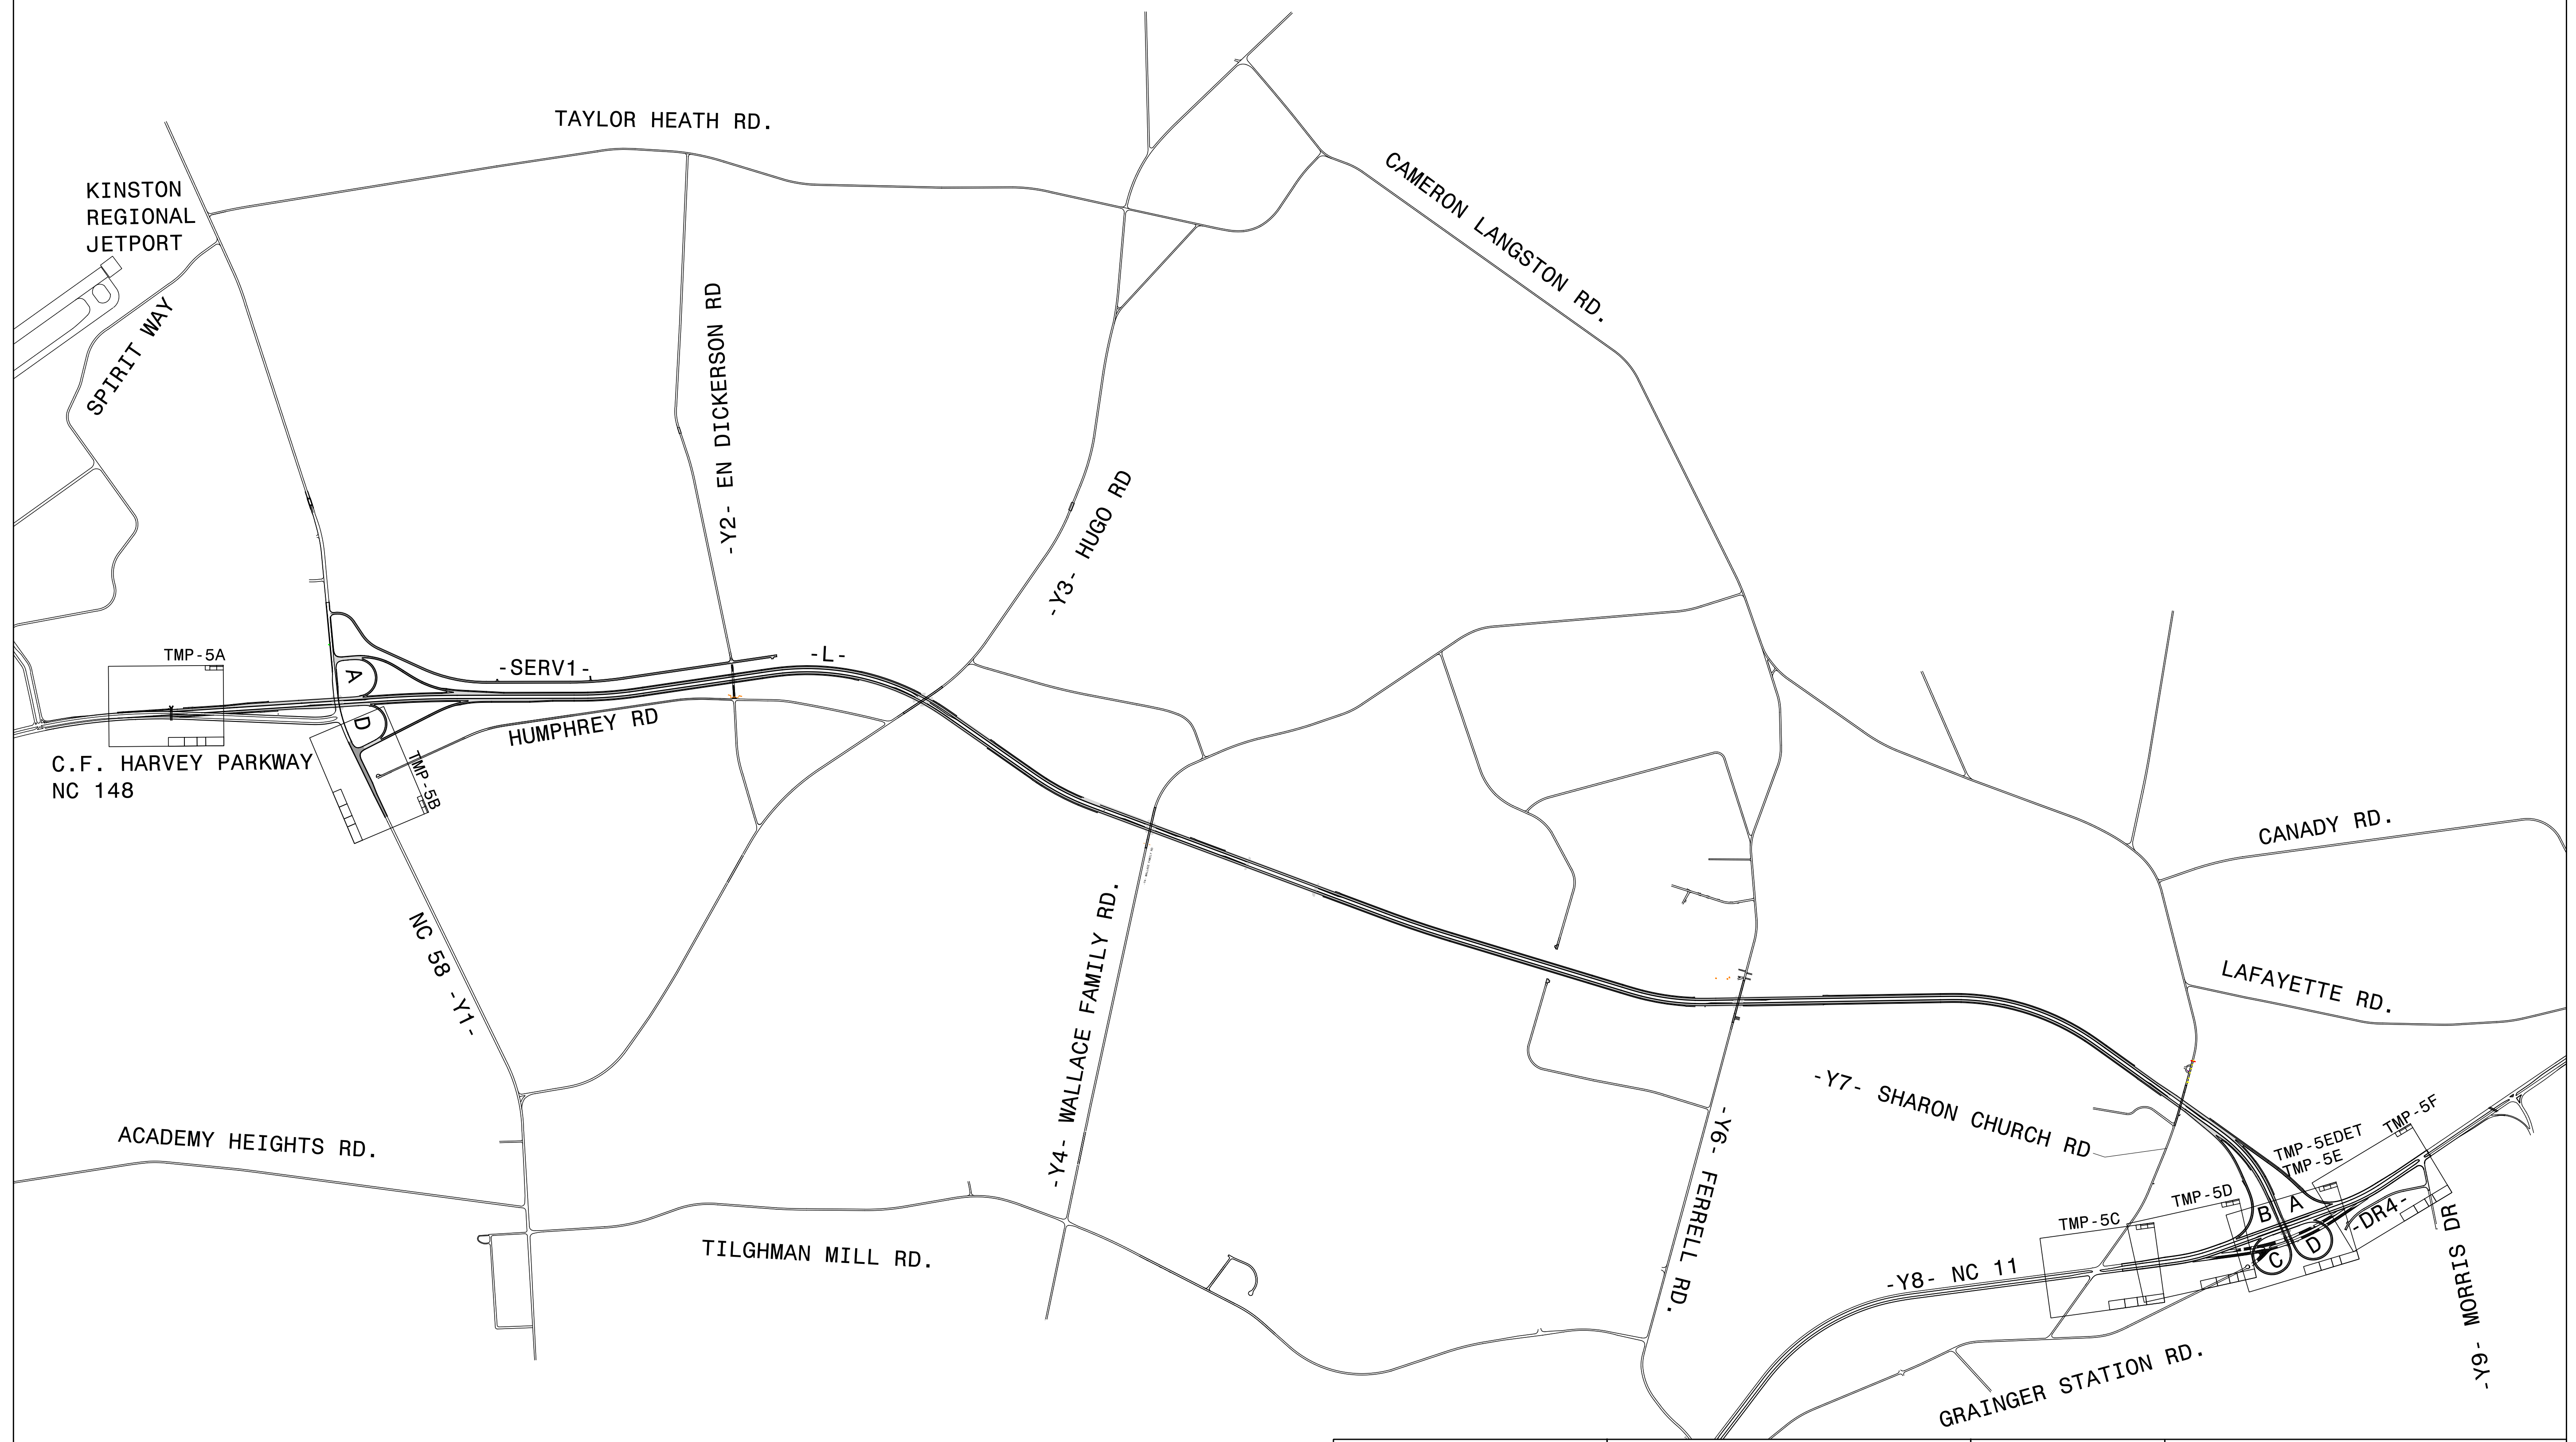 TAYLOR HEATH RD.
KINSTON
REGIONAL
JETPORT
SPIRIT WAY
CAMERON LANGSTON RD.
-Y2- EN DICKERSON RD
-Y3- HUGO RD
TMP-5A
A
-SERV1-
-L-
D
HUMPHREY RD
C.F. HARVEY PARKWAY
NC 148
TMP-5B
NC 58 -Y1-
-Y4- WALLACE FAMILY RD.
CANADY RD.
LAFAYETTE RD.
-Y7- SHARON CHURCH RD
-Y6- FERRELL RD.
ACADEMY HEIGHTS RD.
TILGHMAN MILL RD.
TMP-5EDET
TMP-5E
TMP-5F
TMP-5D
TMP-5C
B
A
C
D
-DR4-
-Y8- NC 11
-Y9- MORRIS DR
GRAINGER STATION RD.